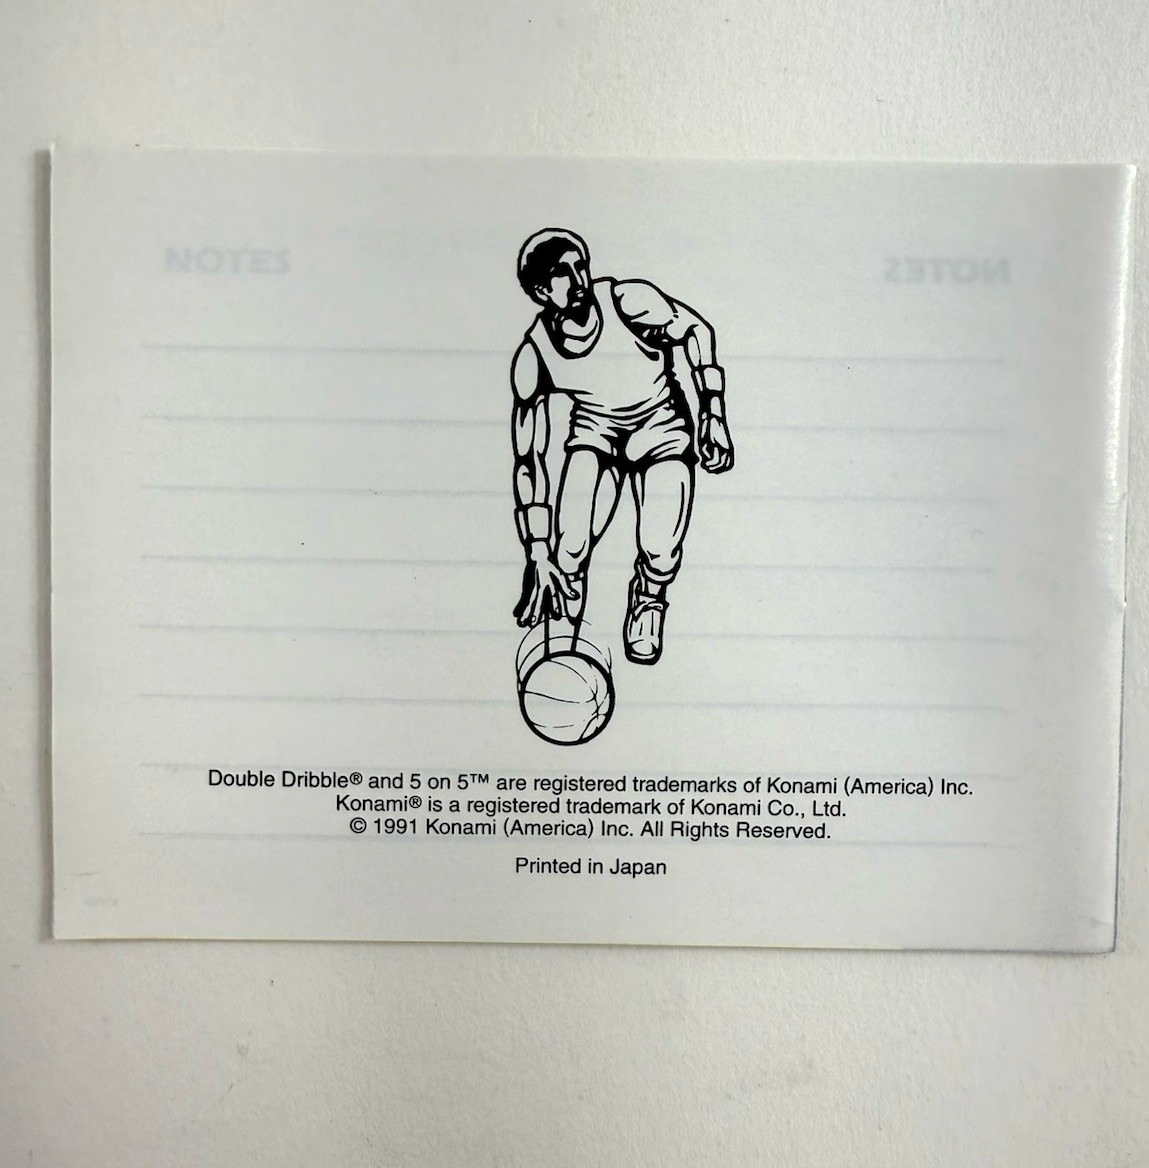 NOTES NOTES
Double Dribble® and 5 on 5™ are registered trademarks of Konami (America) Inc.
Konami® is a registered trademark of Konami Co., Ltd.
© 1991 Konami (America) Inc. All Rights Reserved.
Printed in Japan